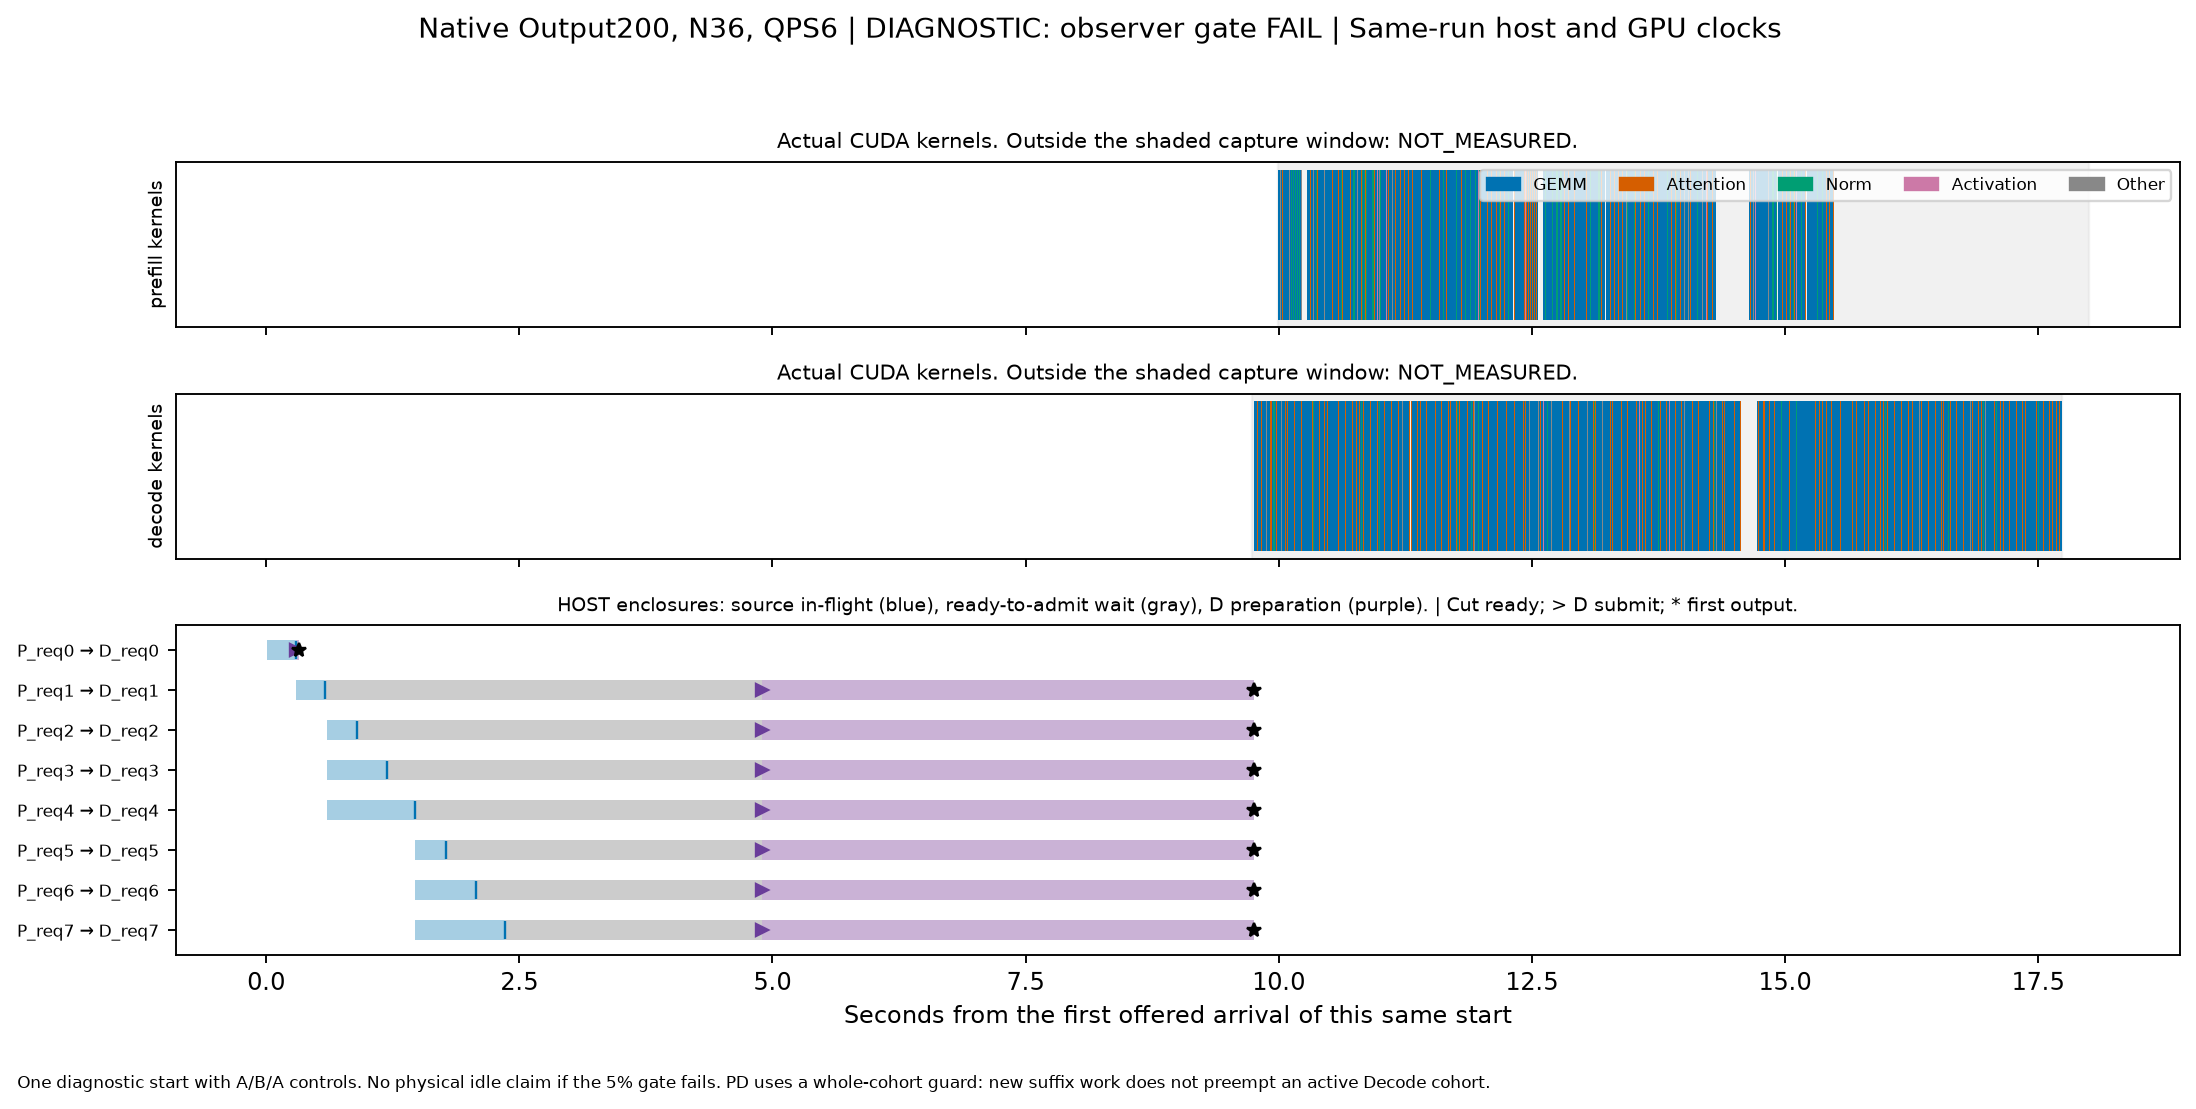 Native Output200, N36, QPS6 | DIAGNOSTIC: observer gate FAIL | Same-run host and GPU clocks
Actual CUDA kernels. Outside the shaded capture window: NOT_MEASURED.
prefill kernels
GEMM Attention Norm Activation Other
Actual CUDA kernels. Outside the shaded capture window: NOT_MEASURED.
decode kernels
HOST enclosures: source in-flight (blue), ready-to-admit wait (gray), D preparation (purple). | Cut ready; > D submit; * first output.
P_req0 → D_req0
P_req1 → D_req1
P_req2 → D_req2
P_req3 → D_req3
P_req4 → D_req4
P_req5 → D_req5
P_req6 → D_req6
P_req7 → D_req7
0.0 2.5 5.0 7.5 10.0 12.5 15.0 17.5
Seconds from the first offered arrival of this same start
One diagnostic start with A/B/A controls. No physical idle claim if the 5% gate fails. PD uses a whole-cohort guard: new suffix work does not preempt an active Decode cohort.